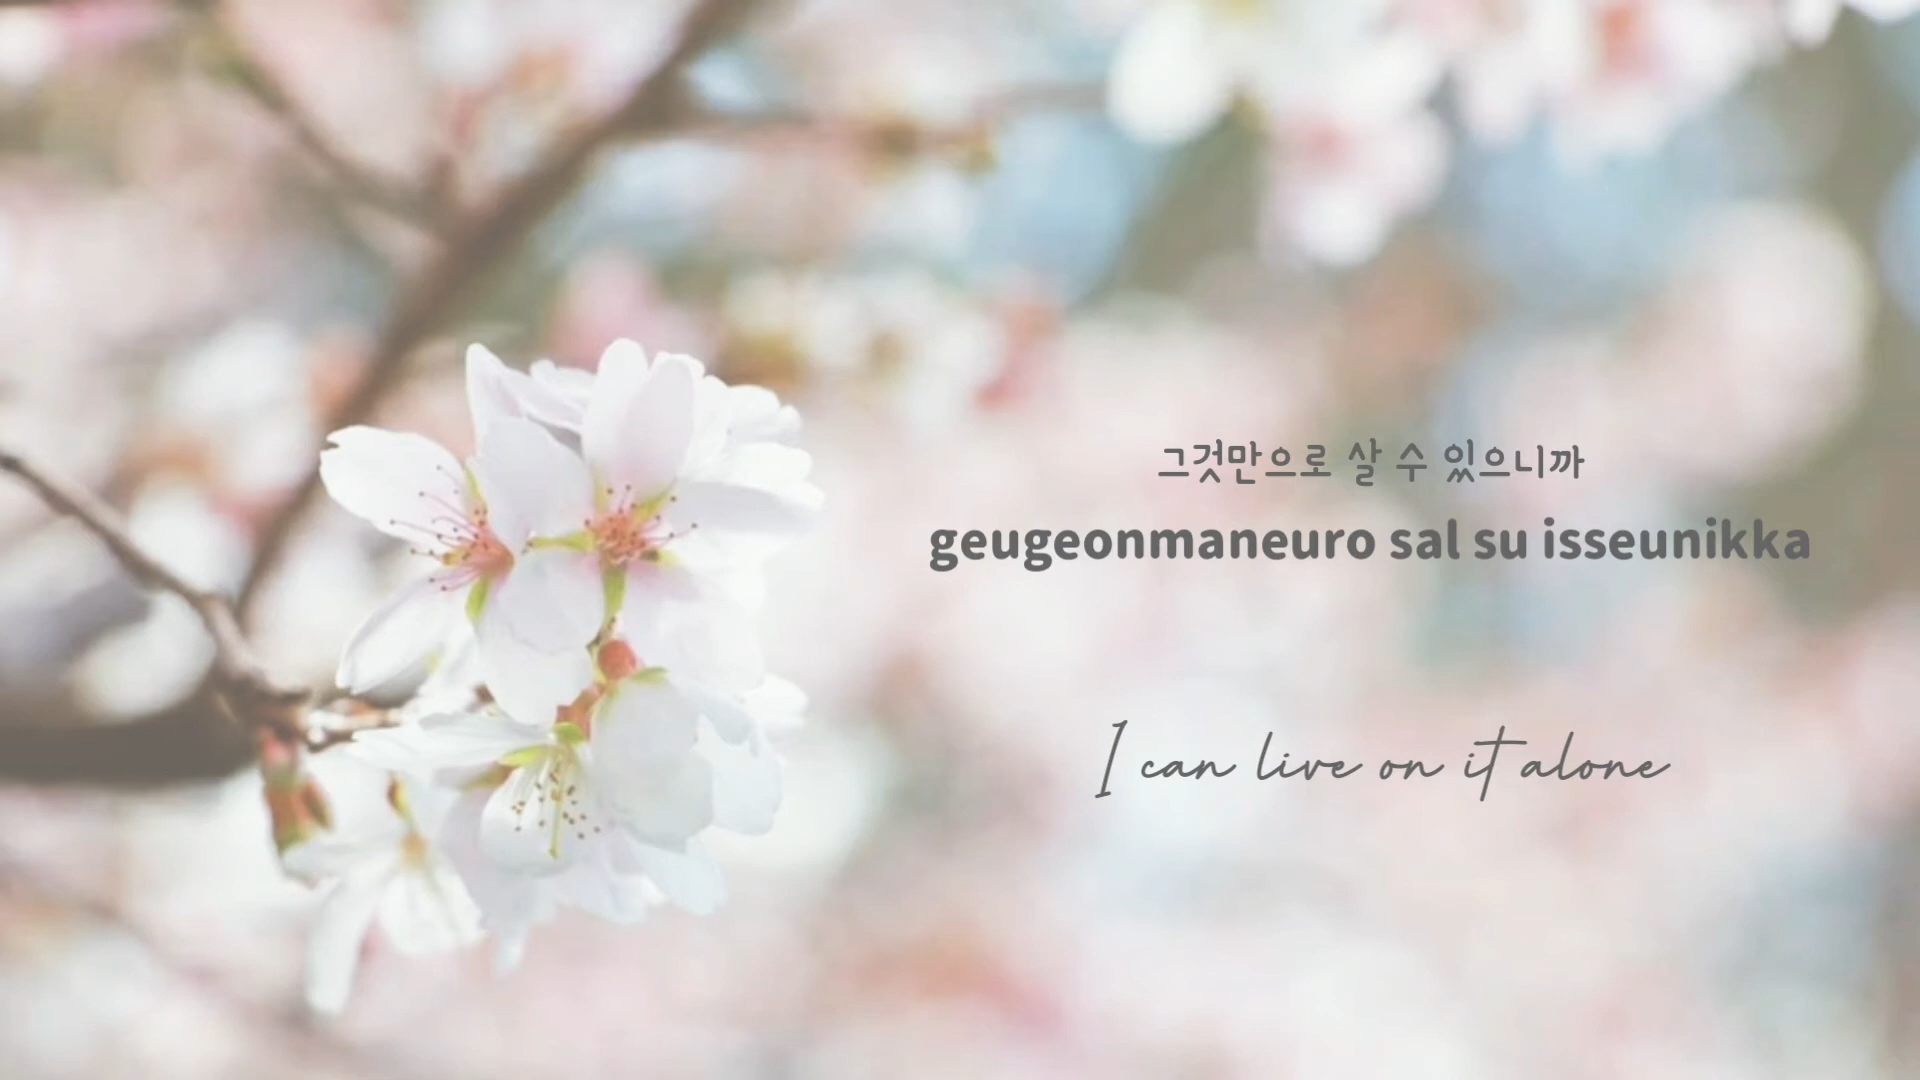 그것만으로 살 수 있으니까
geugeonmaneuro sal su isseunikka
I can live on it alone